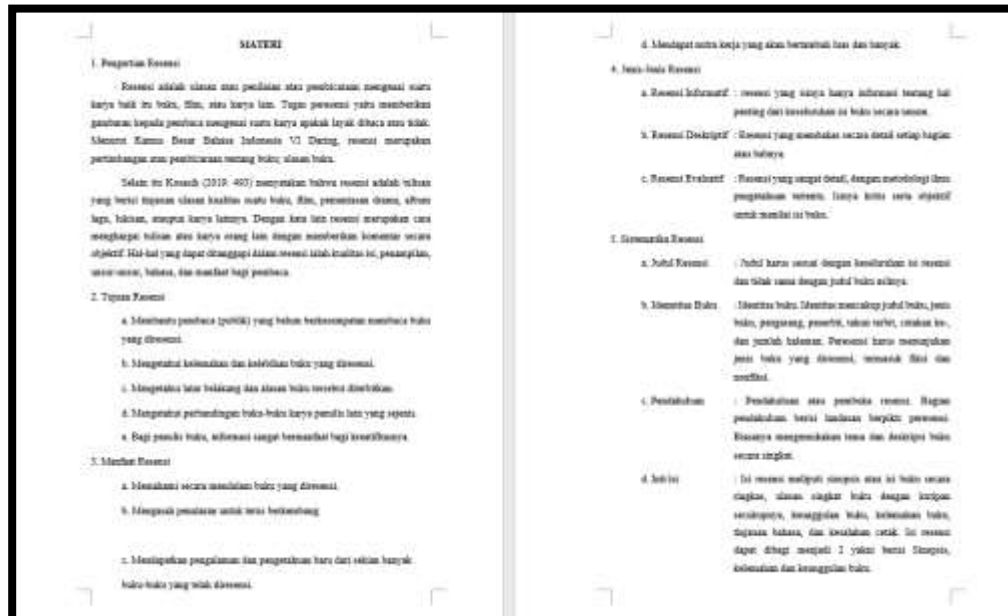 MATERI
1. Pengertian Resensi
Resensi adalah ulasan atau penilaian atau pembicaraan mengenai suatu
karya baik itu buku, film, atau karya lain. Tugas peresensi yaitu memberikan
gambaran kepada pembaca mengenai suatu karya apakah layak dibaca atau tidak.
Menurut Kamus Besar Bahasa Indonesia VI Daring, resensi merupakan
pertimbangan atau pembicaraan tentang buku; ulasan buku.
Selain itu Kosasih (2019: 493) menyatakan bahwa resensi adalah tulisan
yang berisi tinjauan ulasan kualitas suatu buku, film, pementasan drama, album
lagu, lukisan, maupun karya lainnya. Dengan kata lain resensi merupakan cara
menghargai tulisan atau karya orang lain dengan memberikan komentar secara
objektif. Hal-hal yang dapat ditanggapi dalam resensi ialah kualitas isi, penampilan,
unsur-unsur, bahasa, dan manfaat bagi pembaca.
2. Tujuan Resensi
a. Membantu pembaca (publik) yang belum berkesempatan membaca buku
yang diresensi.
b. Mengetahui kelemahan dan kelebihan buku yang diresensi.
c. Mengetahui latar belakang dan alasan buku tersebut diterbitkan.
d. Mengetahui perbandingan buku-buku karya penulis lain yang sejenis.
e. Bagi penulis buku, informasi sangat bermanfaat bagi kreatifitasnya.
3. Manfaat Resensi
a. Memahami secara mendalam buku yang diresensi.
b. Mengasah penalaran untuk terus berkembang
c. Mendapatkan pengalaman dan pengetahuan baru dari sekian banyak
buku-buku yang telah diresensi.
d. Mendapat mitra kerja yang akan bertambah luas dan banyak.
4. Jenis-Jenis Resensi
a. Resensi Informatif : resensi yang isinya hanya informasi tentang hal
penting dari keseluruhan isi buku secara umum.
b. Resensi Deskriptif : Resensi yang membahas secara detail setiap bagian
atau babnya.
c. Resensi Evaluatif : Resensi yang sangat detail, dengan metodologi ilmu
pengetahuan tertentu. Isinya kritis serta objektif
untuk menilai isi buku.
5. Sistematika Resensi
a. Judul Resensi : Judul harus sesuai dengan keseluruhan isi resensi
dan tidak sama dengan judul buku aslinya.
b. Identitas Buku : Identitas buku. Identitas mencakup judul buku, jenis
buku, pengarang, penerbit, tahun terbit, cetakan ke-,
dan jumlah halaman. Peresensi harus menunjukan
jenis buku yang diresensi, termasuk fiksi dan
nonfiksi.
c. Pendahuluan : Pendahuluan atau pembuka resensi. Bagian
pendahuluan berisi landasan berpikir peresensi.
Biasanya mengemukakan tema dan deskripsi buku
secara singkat.
d. Inti/isi : Isi resensi meliputi sinopsis atau isi buku secara
ringkas, ulasan singkat buku dengan kutipan
secukupnya, keunggulan buku, kelemahan buku,
tinjauan bahasa, dan kesalahan cetak. Isi resensi
dapat dibagi menjadi 2 yakni berisi Sinopsis,
kelemahan dan keunggulan buku.